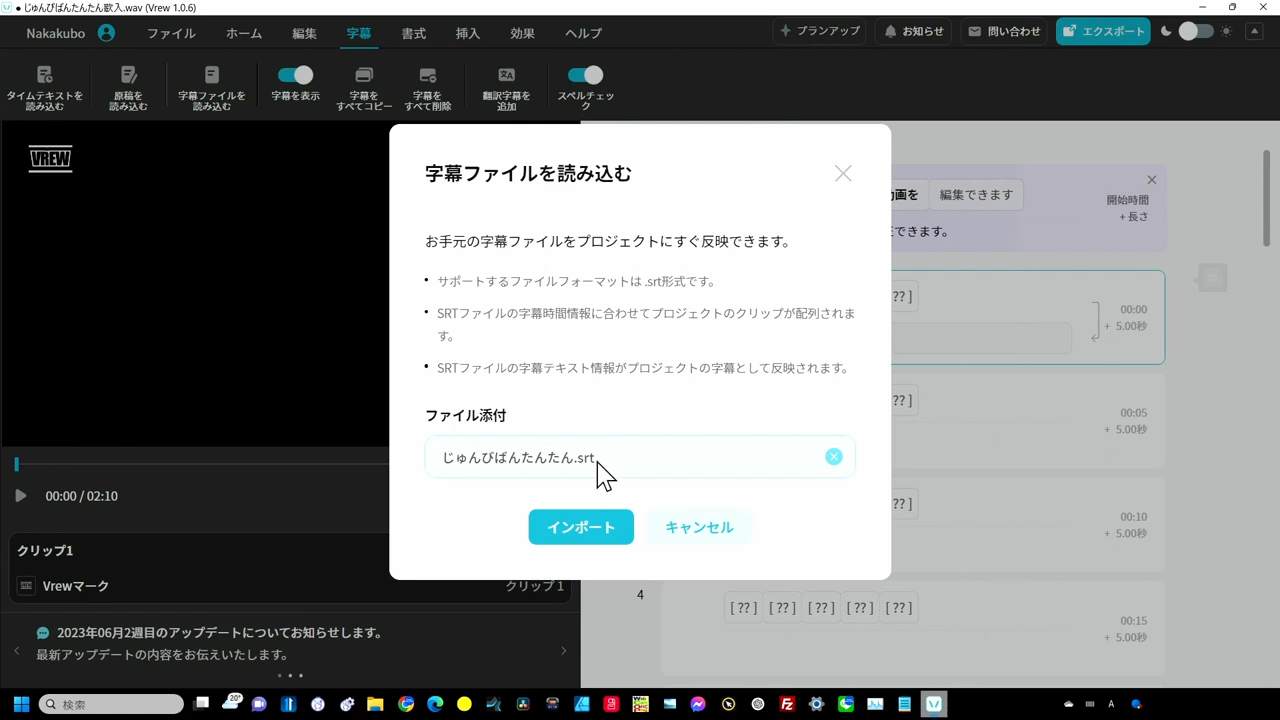 ● じゅんびばんたんたん歌入.wav (Vrew 1.0.6)
Nakakubo ファイル ホーム 編集 字幕 書式 挿入 効果 ヘルプ プランアップ お知らせ 問い合わせ エクスポート
タイムテキストを
読み込む
原稿を
読み込む
字幕ファイルを
読み込む
字幕を表示
字幕を
すべてコピー
字幕を
すべて削除
翻訳字幕を
追加
スペルチェッ
ク
VREW
字幕ファイルを読み込む
お手元の字幕ファイルをプロジェクトにすぐ反映できます。
• サポートするファイルフォーマットは .srt形式です。
• SRTファイルの字幕時間情報に合わせてプロジェクトのクリップが配列されま
す。
• SRTファイルの字幕テキスト情報がプロジェクトの字幕として反映されます。
ファイル添付
じゅんびばんたんたん.srt
インポート キャンセル
動画を 編集できます
開始時間
+ 長さ
できます。
?? ]
00:00
+ 5.00秒
?? ]
00:05
+ 5.00秒
?? ]
00:10
+ 5.00秒
4
[ ?? ] [ ?? ] [ ?? ] [ ?? ] [ ?? ]
00:15
+ 5.00秒
00:00 / 02:10
クリップ1
Vrewマーク クリップ 1
2023年06月2週目のアップデートについてお知らせします。
最新アップデートの内容をお伝えいたします。
検索
20°
A